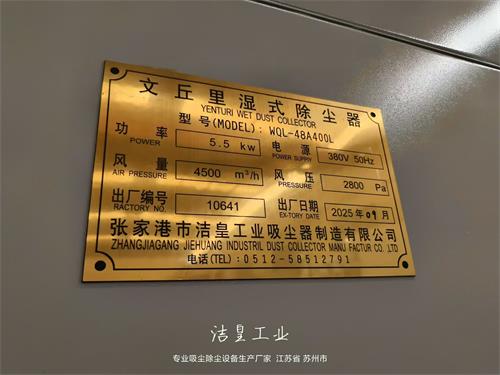 文丘里湿式除尘器
YENTURI WET DUST COLLECTOR
型号(MODEL): WQL-48A400L
功率 5.5 kw 电源 380V 50Hz
POWER POWER SUPPLY
风量 4500 m³/h 风压 2800 Pa
AIR PRESSURE PRESSURE
出厂编号 10641 出厂日期 2025年09月
RACTORY NO. EX-TORY DATE
张家港市洁皇工业吸尘器制造有限公司
ZHANGJIAGANG JIEHUANG INDUSTRIL DUST COLLECTOR MANU FACTUR CO.,LTD
电话(TEL): 0512-58512791
洁皇工业
专业吸尘除尘设备生产厂家 江苏省 苏州市